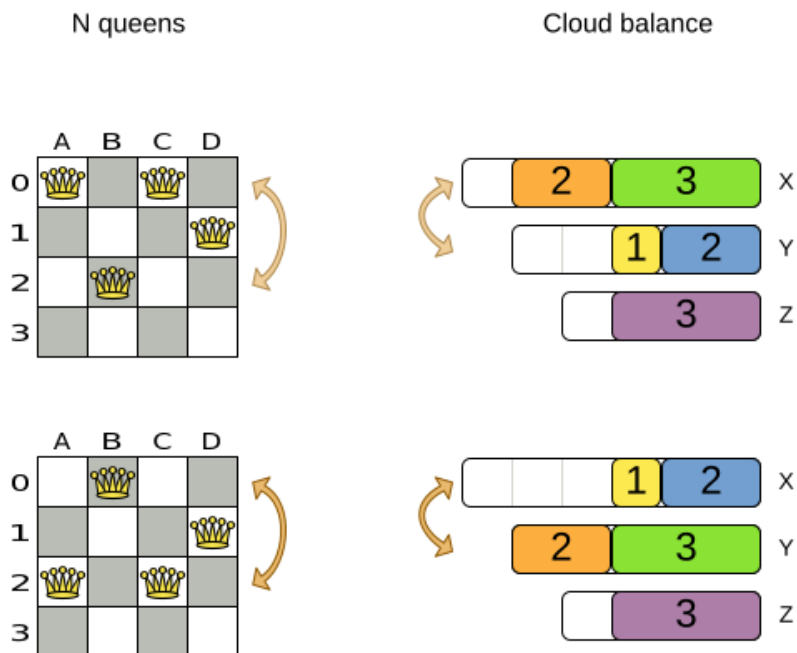 N queens
Cloud balance
A B C D
0
1
2
3
2 3 X
1 2 Y
3 Z
A B C D
0
1
2
3
1 2 X
2 3 Y
3 Z